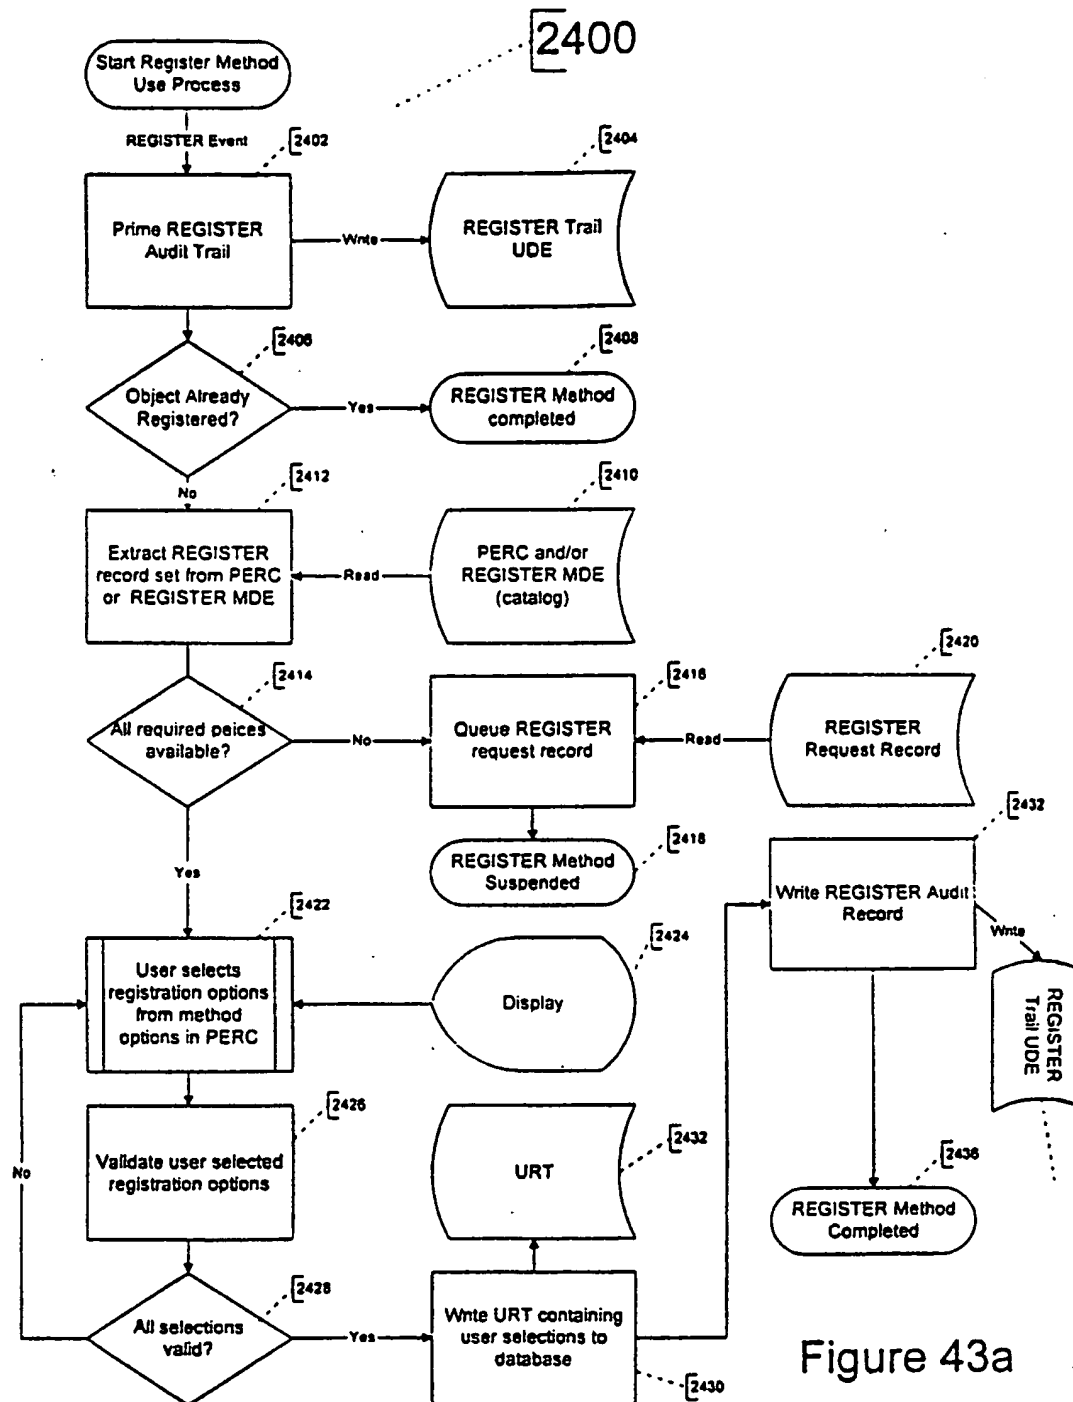 2400
Start Register Method
Use Process
REGISTER Event
2402
2404
Prime REGISTER
Audit Trail
Write
REGISTER Trail
UDE
2406
2408
Object Already
Registered?
Yes
REGISTER Method
completed
No
2412
2410
Extract REGISTER
record set from PERC
or REGISTER MDE
Read
PERC and/or
REGISTER MDE
(catalog)
2414
2416
2420
All required peices
available?
No
Queue REGISTER
request record
Read
REGISTER
Request Record
2418
REGISTER Method
Suspended
2432
Write REGISTER Audit
Record
Write
REGISTER
Trail UDE
Yes
2422
2424
User selects
registration options
from method
options in PERC
Display
2426
2432
No
Validate user selected
registration options
URT
2436
REGISTER Method
Completed
2428
All selections
valid?
Yes
Write URT containing
user selections to
database
2430
Figure 43a